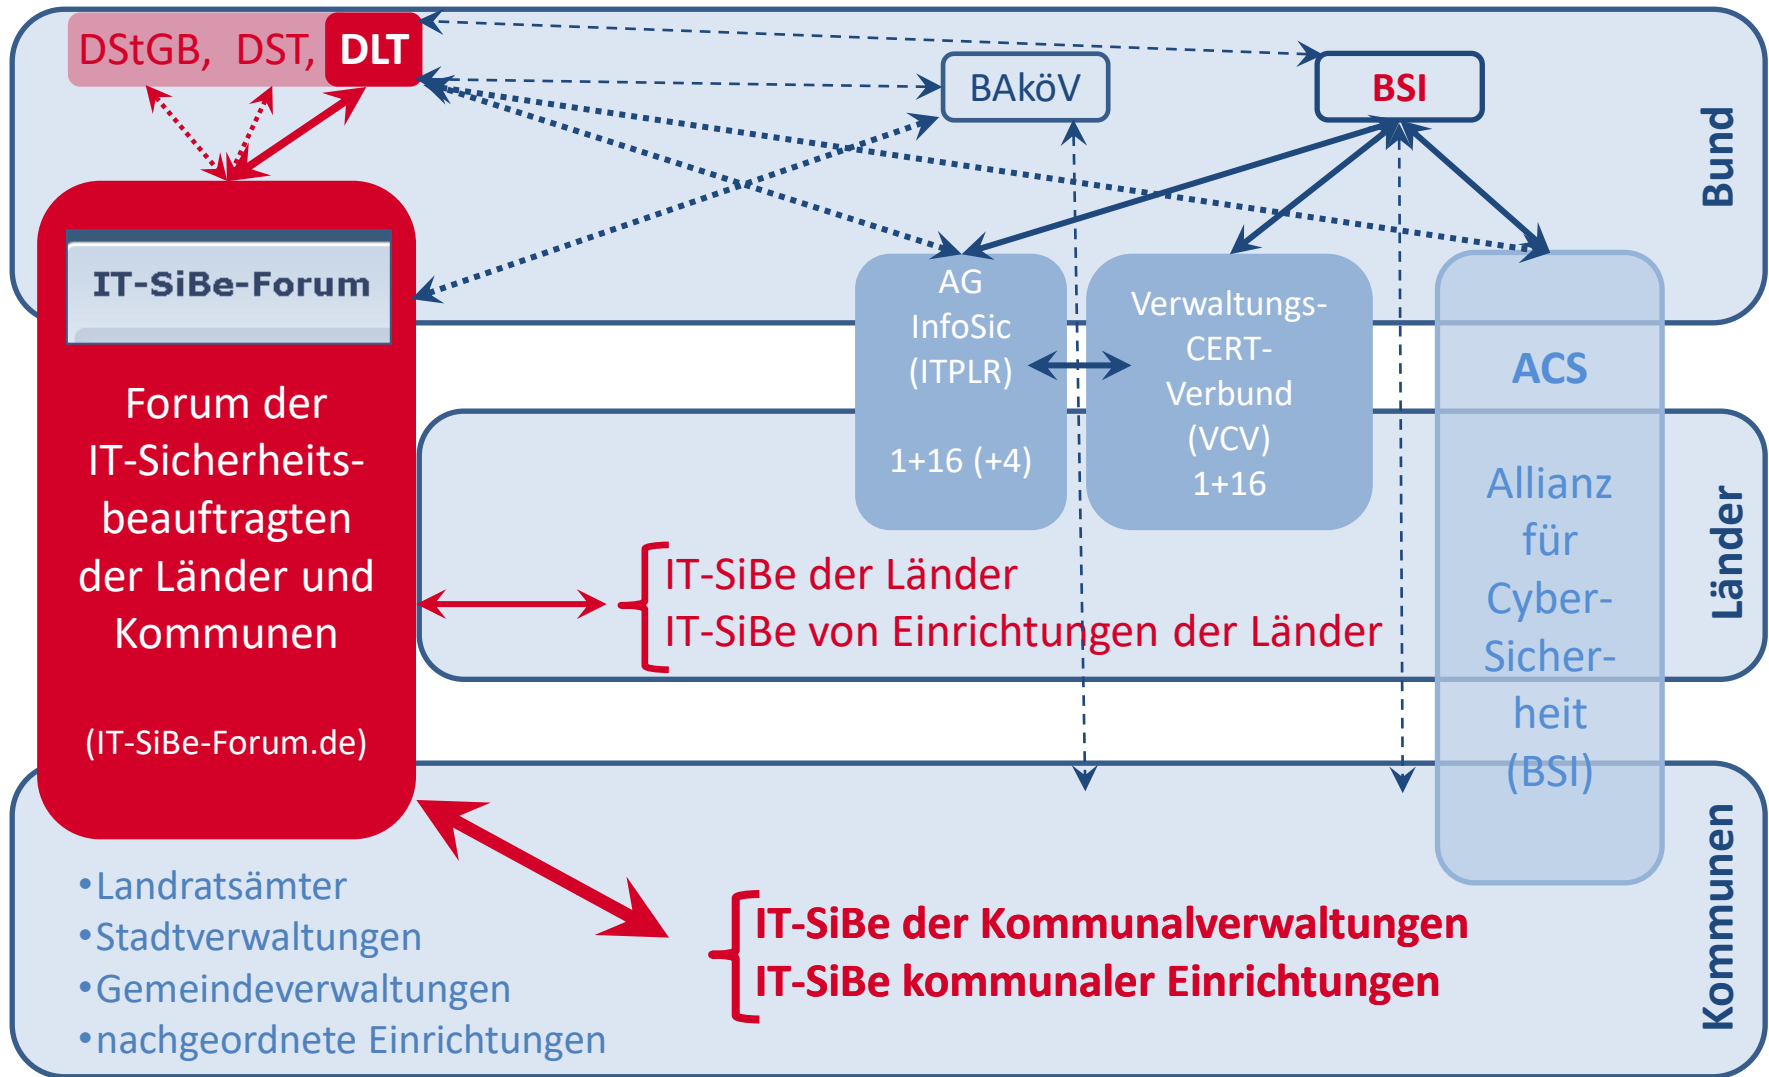 DStGB, DST, DLT
BAköV
BSI
Bund
IT-SiBe-Forum
Forum der
IT-Sicherheits-
beauftragten
der Länder und
Kommunen
(IT-SiBe-Forum.de)
AG
InfoSic
(ITPLR)
1+16 (+4)
Verwaltungs-
CERT-
Verbund
(VCV)
1+16
ACS
Allianz
für
Cyber-
Sicher-
heit
(BSI)
Länder
IT-SiBe der Länder
IT-SiBe von Einrichtungen der Länder
Kommunen
•Landratsämter
•Stadtverwaltungen
•Gemeindeverwaltungen
•nachgeordnete Einrichtungen
IT-SiBe der Kommunalverwaltungen
IT-SiBe kommunaler Einrichtungen